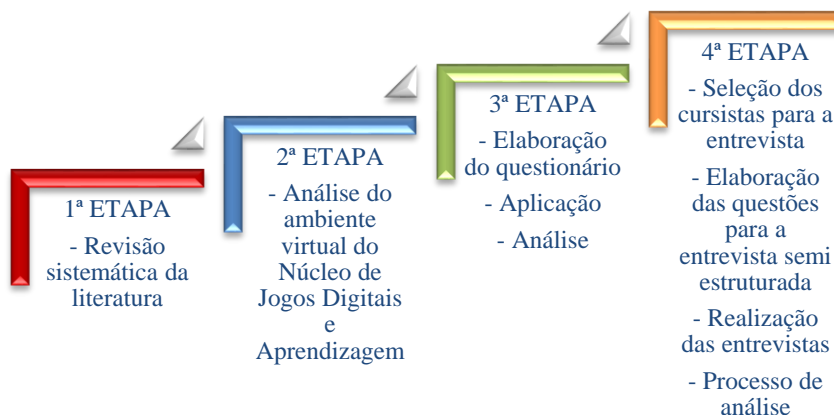 1ª ETAPA
- Revisão
sistemática da
literatura
2ª ETAPA
- Análise do
ambiente
virtual do
Núcleo de
Jogos Digitais
e
Aprendizagem
3ª ETAPA
- Elaboração
do questionário
- Aplicação
- Análise
4ª ETAPA
- Seleção dos
cursistas para a
entrevista
- Elaboração
das questões
para a
entrevista semi
estruturada
- Realização
das entrevistas
- Processo de
análise